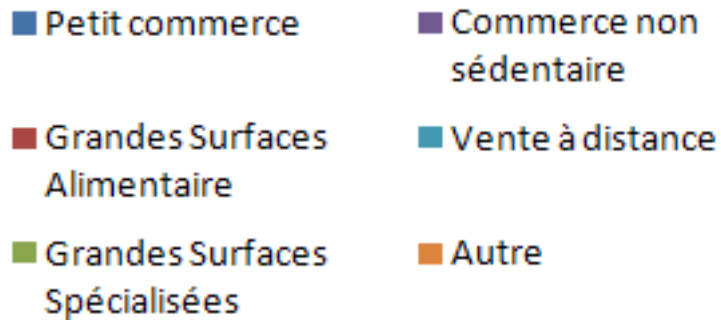 Petit commerce
Commerce non
sédentaire
Grandes Surfaces
Alimentaire
Vente à distance
Grandes Surfaces
Spécialisées
Autre